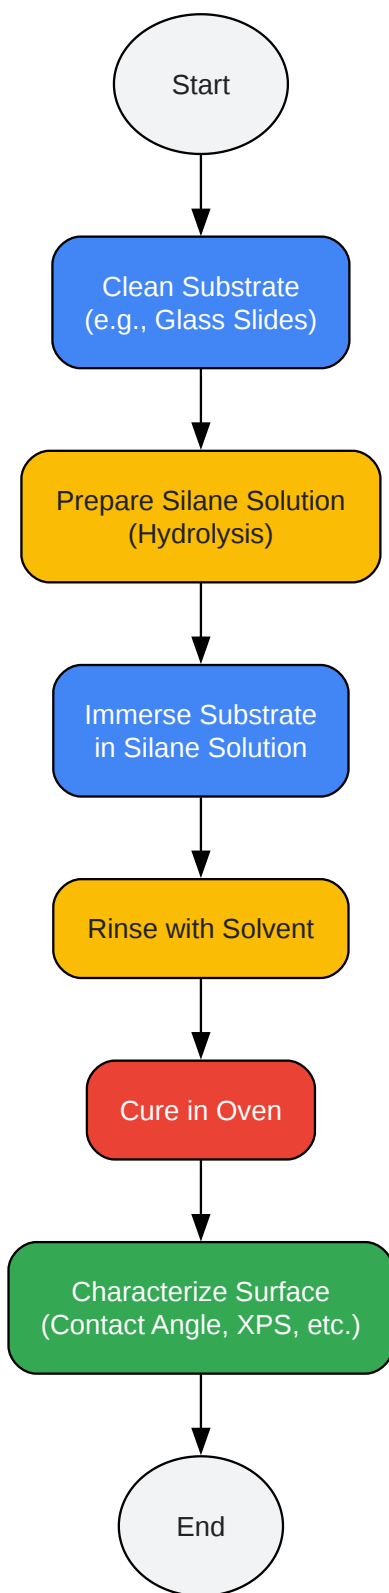 Start
Clean Substrate
(e.g., Glass Slides)
Prepare Silane Solution
(Hydrolysis)
Immerse Substrate
in Silane Solution
Rinse with Solvent
Cure in Oven
Characterize Surface
(Contact Angle, XPS, etc.)
End